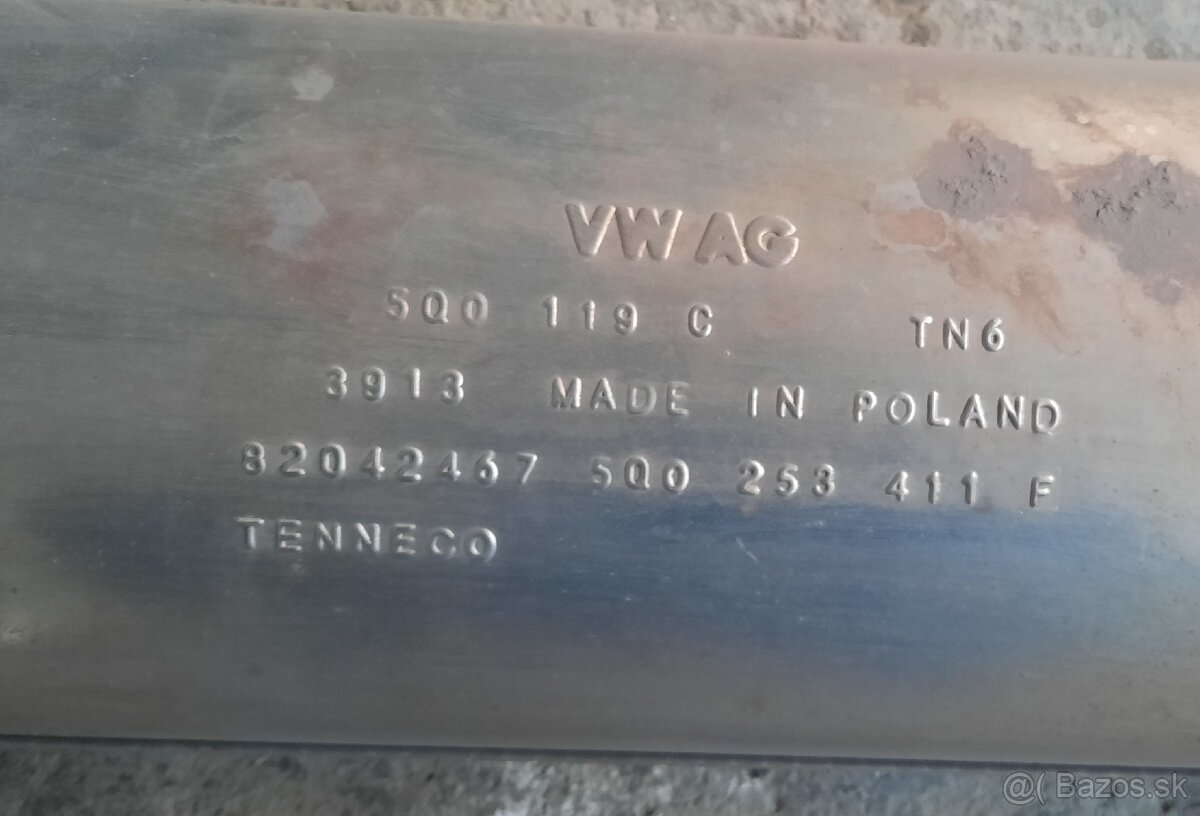 VW AG
5Q0 119 C TN6
3913 MADE IN POLAND
82042467 5Q0 253 411 F
TENNECO
@( Bazos.sk